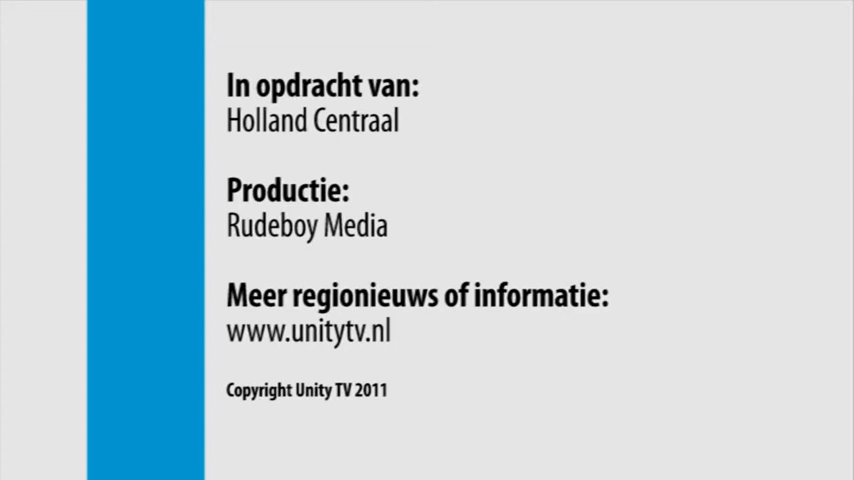 In opdracht van:
Holland Centraal
Productie:
Rudeboy Media
Meer regionieuws of informatie:
www.unitytv.nl
Copyright Unity TV 2011